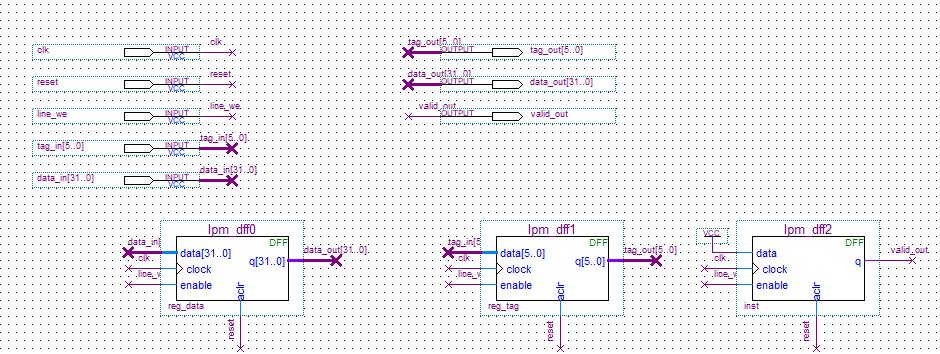 clk INPUT VCC clk
reset INPUT VCC reset
line_we INPUT VCC line_we
tag_in[5..0] INPUT VCC tag_in[5..0]
data_in[31..0] INPUT VCC data_in[31..0]
tag_out[5..0] OUTPUT tag_out[5..0]
data_out[31..0] OUTPUT data_out[31..0]
valid_out OUTPUT valid_out
lpm_dff0
DFF
data_in[ data[31..0]
clk clock
line_v enable
q[31..0] data_out[31..0]
aclr
reg_data
reset
lpm_dff1
DFF
tag_in[5 data[5..0]
clk clock
line_v enable
q[5..0] tag_out[5..0]
aclr
reg_tag
reset
lpm_dff2
DFF
VCC data
clk clock
line_v enable
q valid_out
aclr
inst
reset